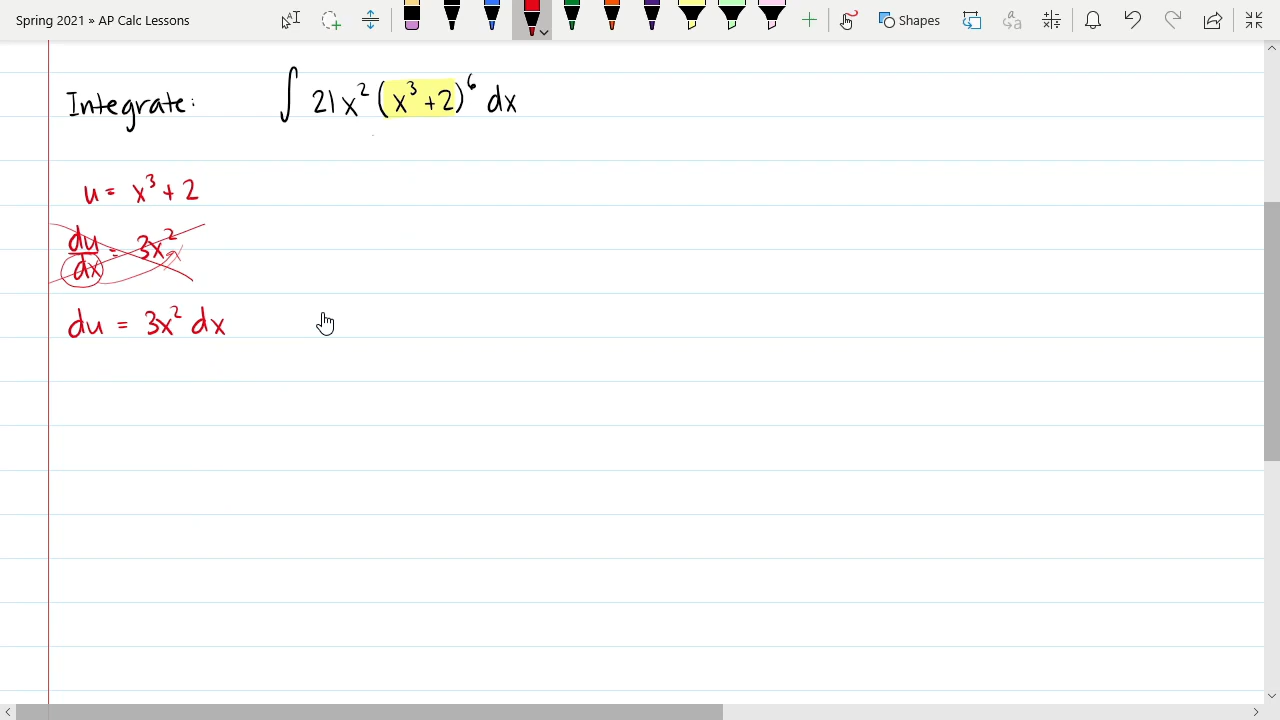 Spring 2021 » AP Calc Lessons
Shapes
Integrate: ∫ 21x² (x³ + 2)⁶ dx
u = x³ + 2
du/dx = 3x²
du = 3x² dx